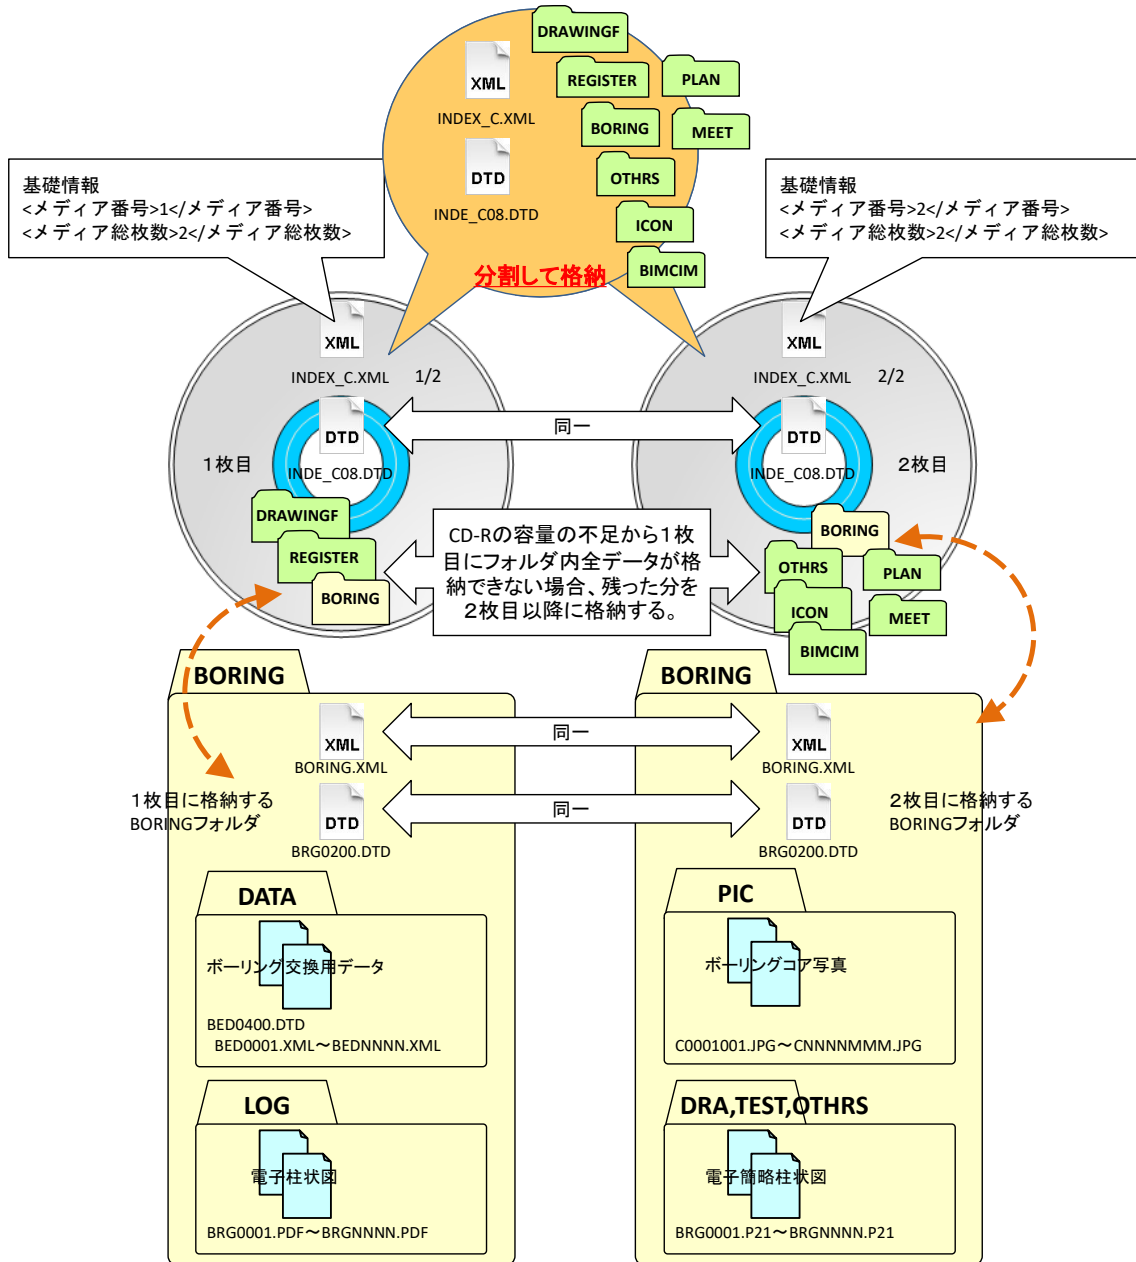 DRAWINGF
XML
REGISTER
PLAN
INDEX_C.XML
BORING
MEET
DTD
OTHRS
INDE_C08.DTD
ICON
BIMCIM
分割して格納
基礎情報
<メディア番号>1</メディア番号>
<メディア総枚数>2</メディア総枚数>
基礎情報
<メディア番号>2</メディア番号>
<メディア総枚数>2</メディア総枚数>
XML
INDEX_C.XML
1/2
DTD
1枚目
INDE_C08.DTD
DRAWINGF
REGISTER
BORING
同一
CD-Rの容量の不足から1枚
目にフォルダ内全データが格
納できない場合、残った分を
2枚目以降に格納する。
XML
INDEX_C.XML
2/2
DTD
2枚目
INDE_C08.DTD
BORING
OTHRS
PLAN
ICON
MEET
BIMCIM
BORING
XML
BORING.XML
1枚目に格納する
BORINGフォルダ
DTD
BRG0200.DTD
同一
同一
BORING
XML
BORING.XML
2枚目に格納する
BORINGフォルダ
DTD
BRG0200.DTD
DATA
ボーリング交換用データ
BED0400.DTD
BED0001.XML～BEDNNNN.XML
PIC
ボーリングコア写真
C0001001.JPG～CNNNNMMM.JPG
LOG
電子柱状図
BRG0001.PDF～BRGNNNN.PDF
DRA,TEST,OTHRS
電子簡略柱状図
BRG0001.P21～BRGNNNN.P21